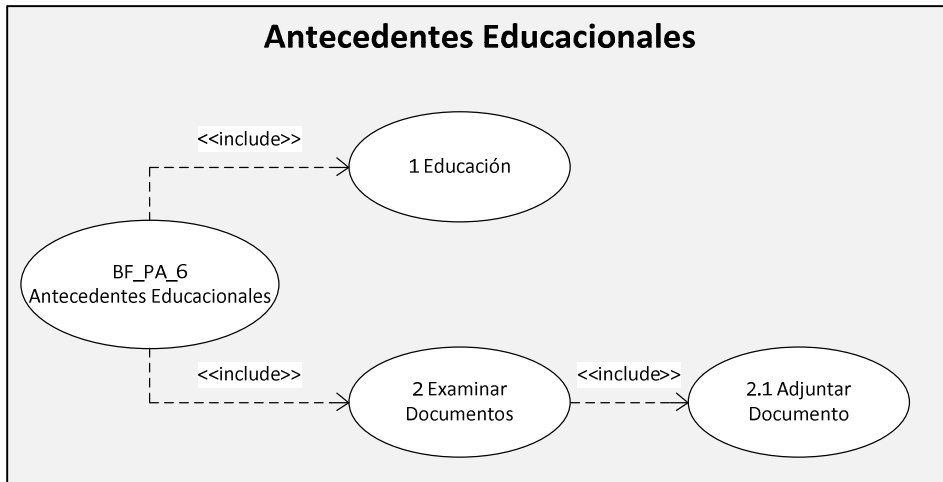 Antecedentes Educacionales
<<include>>
1 Educación
BF_PA_6
Antecedentes Educacionales
<<include>>
2 Examinar
Documentos
<<include>>
2.1 Adjuntar
Documento